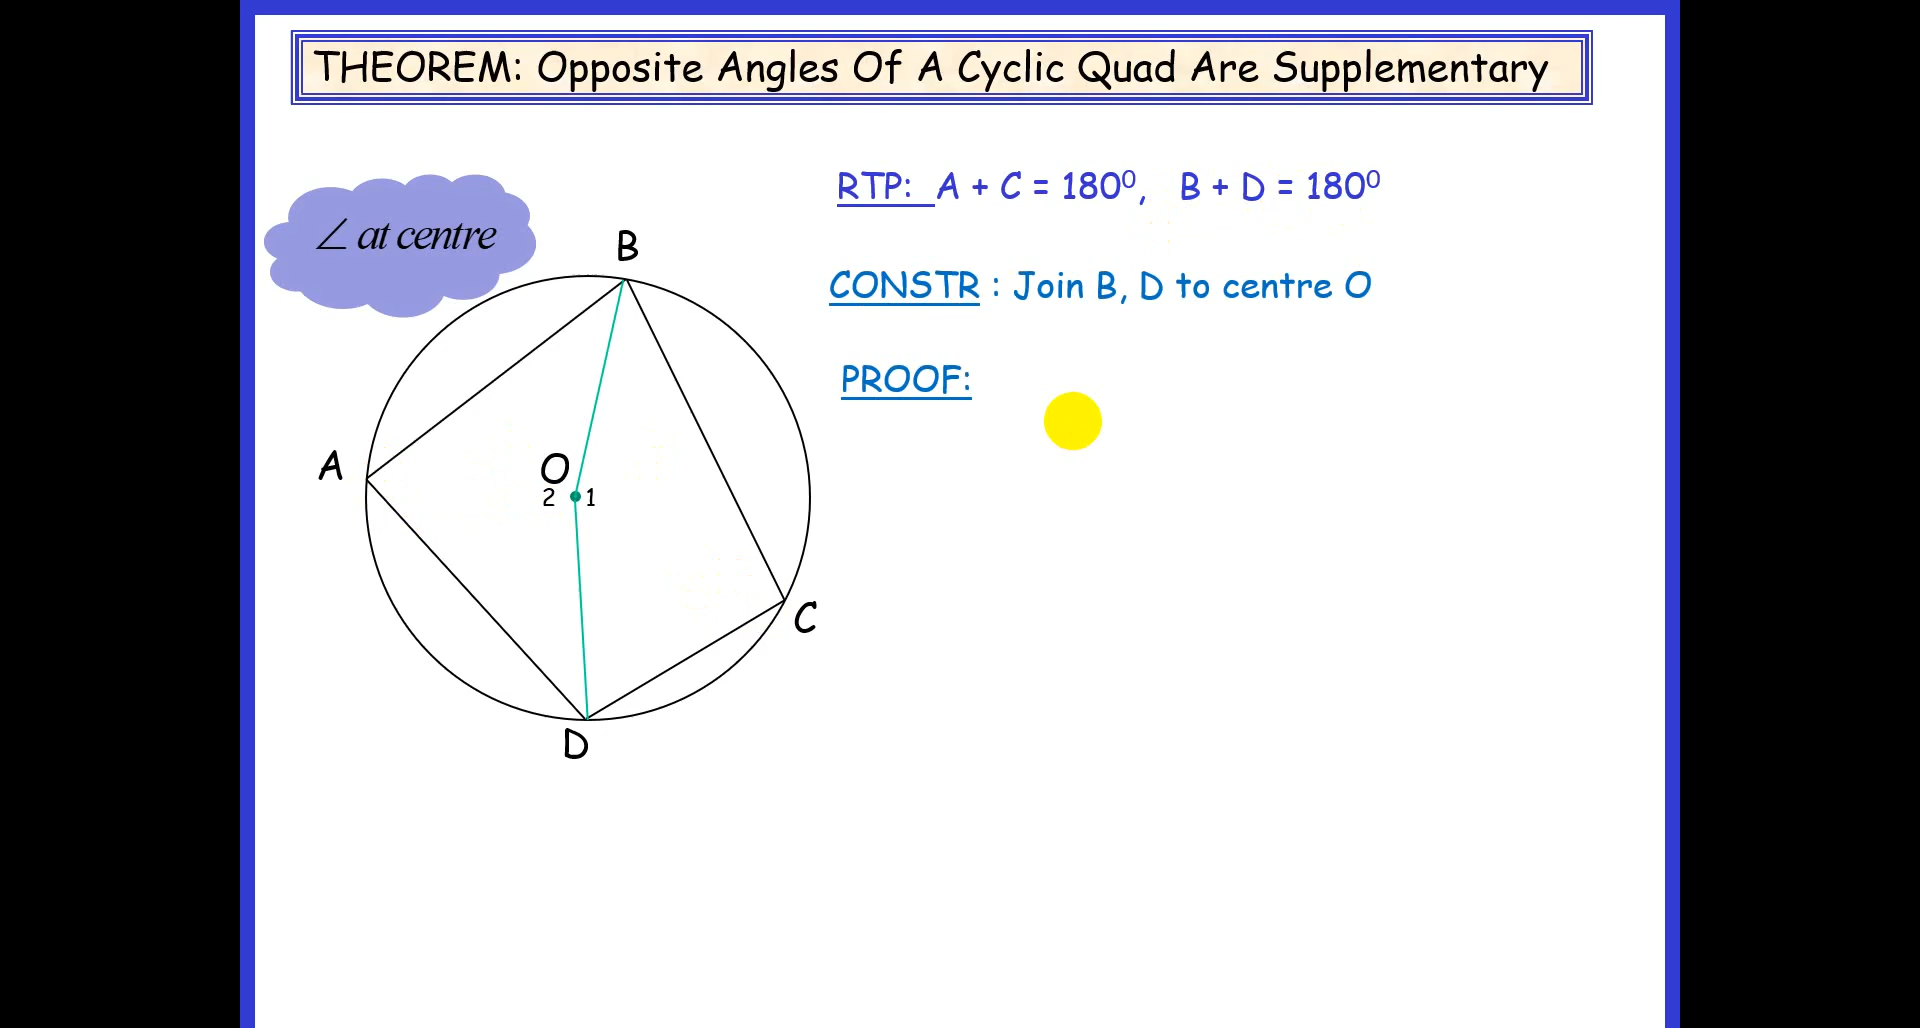 THEOREM: Opposite Angles Of A Cyclic Quad Are Supplementary
RTP: A + C = 180⁰, B + D = 180⁰
∠ at centre
B
CONSTR : Join B, D to centre O
PROOF:
A
O
2 1
C
D